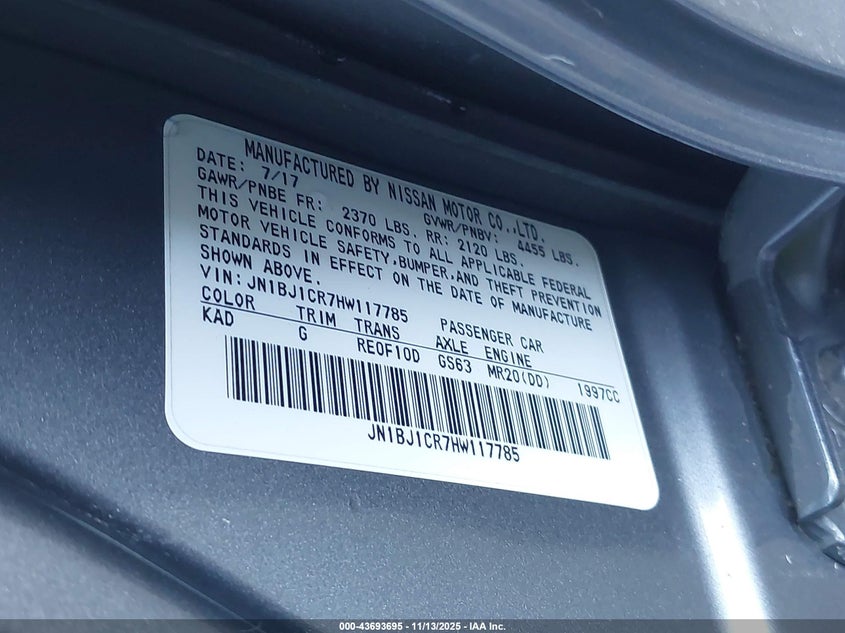 MANUFACTURED BY NISSAN MOTOR CO.,LTD.
DATE: 7/17 GVWR/PNBV: 4455 LBS.
GAWR/PNBE FR: 2370 LBS. RR: 2120 LBS.
THIS VEHICLE CONFORMS TO ALL APPLICABLE FEDERAL
MOTOR VEHICLE SAFETY,BUMPER,AND THEFT PREVENTION
STANDARDS IN EFFECT ON THE DATE OF MANUFACTURE
SHOWN ABOVE.
VIN: JN1BJ1CR7HW117785 PASSENGER CAR
COLOR TRIM TRANS AXLE ENGINE
KAD G RE0F10D GS63 MR20(DD) 1997CC
JN1BJ1CR7HW117785
000-43693695 - 11/13/2025 - IAA Inc.